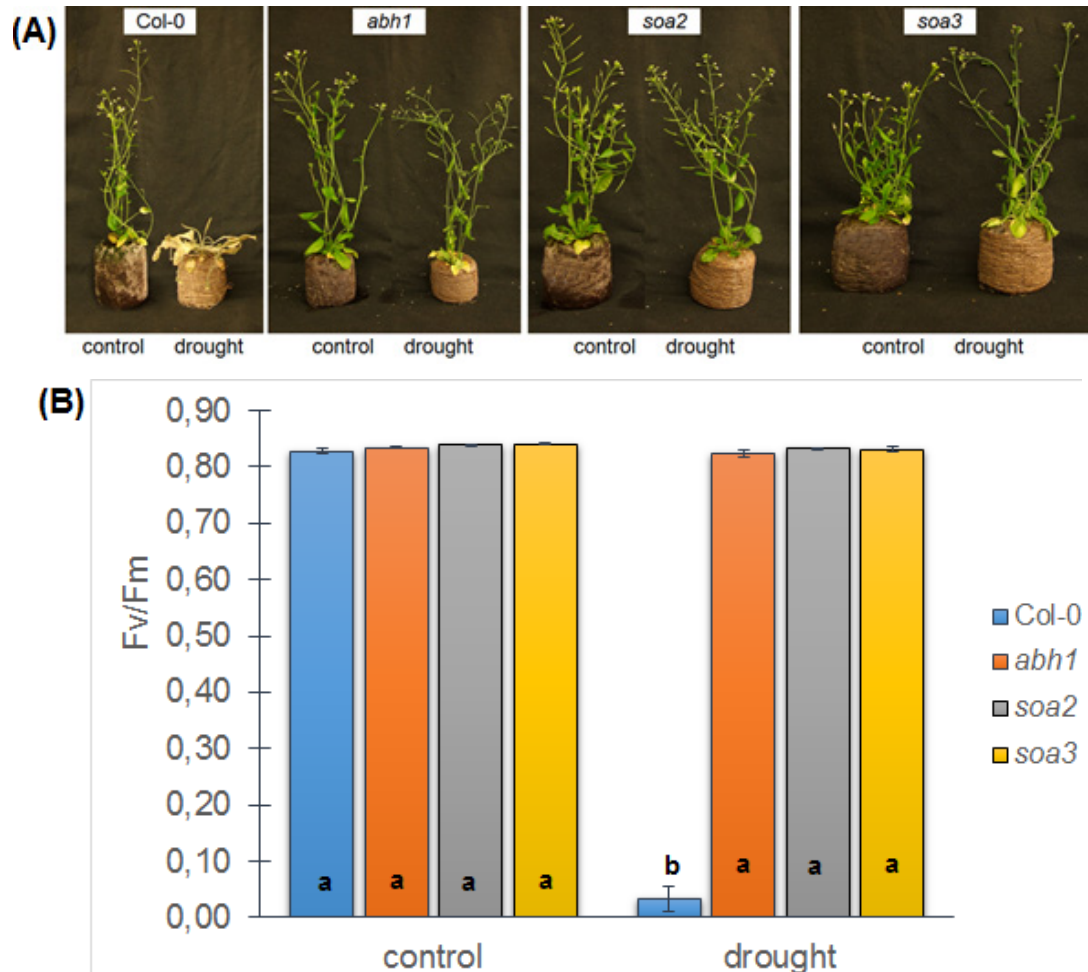 (A)
Col-0 abh1 soa2 soa3
control drought control drought control drought control drought
(B)
0,90
0,80
0,70
0,60
0,50
0,40
0,30
0,20
0,10
0,00
Fv/Fm
a a a a b a a a
control drought
Col-0
abh1
soa2
soa3